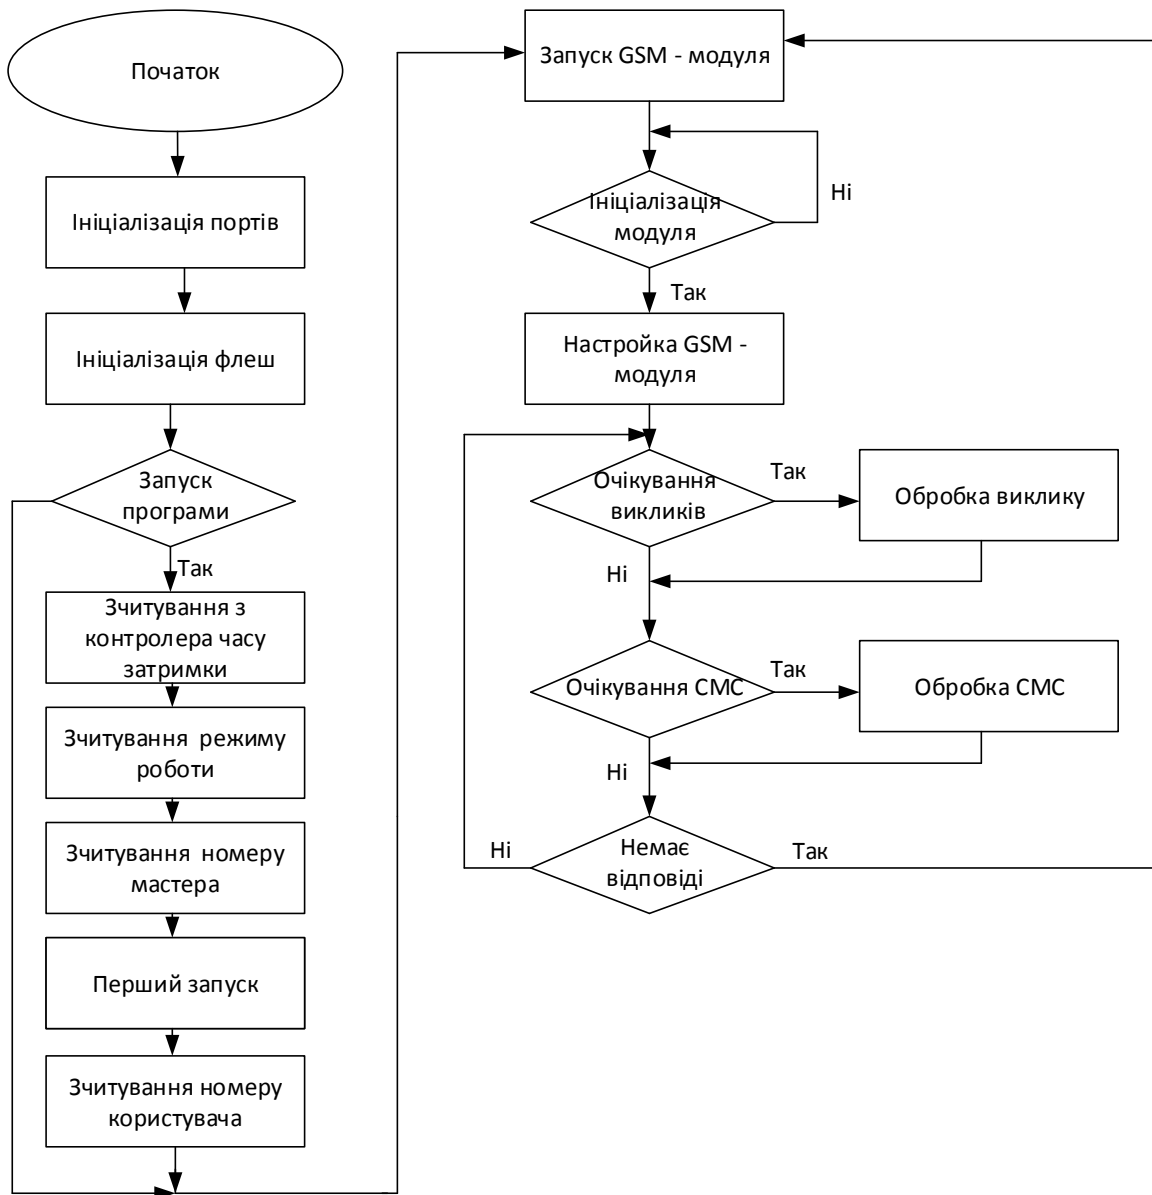 Початок
Ініціалізація портів
Ініціалізація флеш
Запуск
програми
Так
Зчитування з
контролера часу
затримки
Зчитування режиму
роботи
Зчитування номеру
мастера
Перший запуск
Зчитування номеру
користувача
Запуск GSM - модуля
Ініціалізація
модуля
Ні
Так
Настройка GSM -
модуля
Очікування
викликів
Так
Обробка виклику
Ні
Очікування СМС
Так
Обробка СМС
Ні
Немає
відповіді
Ні
Так